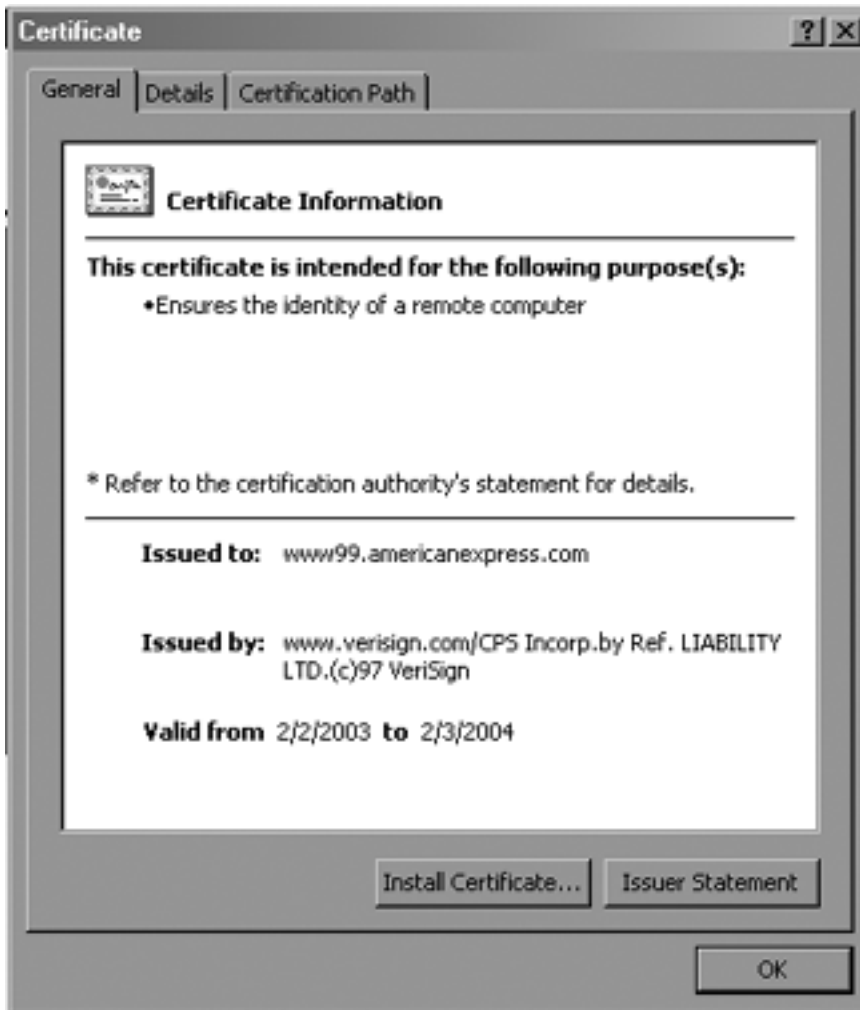 Certificate
General Details Certification Path
Certificate Information
This certificate is intended for the following purpose(s):
•Ensures the identity of a remote computer
* Refer to the certification authority's statement for details.
Issued to: www99.americanexpress.com
Issued by: www.verisign.com/CPS Incorp.by Ref. LIABILITY
LTD.(c)97 VeriSign
Valid from 2/2/2003 to 2/3/2004
Install Certificate... Issuer Statement
OK